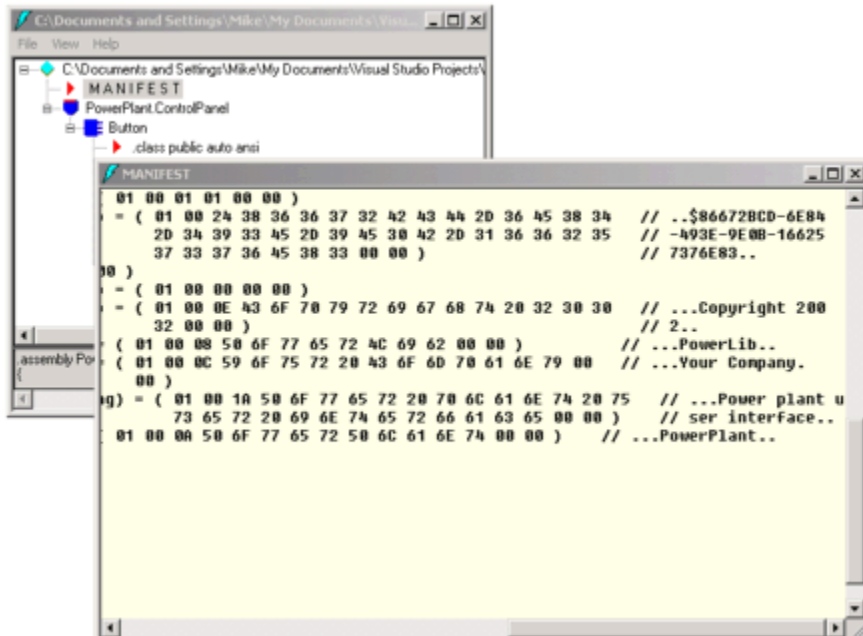 C:\Documents and Settings\Mike\My Documents\Visu...
File View Help
C:\Documents and Settings\Mike\My Documents\Visual Studio Projects\
MANIFEST
PowerPlant.ControlPanel
Button
.class public auto ansi
.assembly Po
{
MANIFEST
01 00 01 01 00 00 )
= ( 01 00 24 38 36 36 37 32 42 43 44 2D 36 45 38 34 // ..$86672BCD-6E84
2D 34 39 33 45 2D 39 45 30 42 2D 31 36 36 32 35 // -493E-9E0B-16625
37 33 37 36 45 38 33 00 00 ) // 7376E83..
00 )
= ( 01 00 00 00 00 )
= ( 01 00 0E 43 6F 70 79 72 69 67 68 74 20 32 30 30 // ...Copyright 200
32 00 00 ) // 2..
( 01 00 08 50 6F 77 65 72 4C 69 62 00 00 ) // ...PowerLib..
( 01 00 0C 59 6F 75 72 20 43 6F 6D 70 61 6E 79 00 // ...Your Company.
00 )
ag) = ( 01 00 1A 50 6F 77 65 72 20 70 6C 61 6E 74 20 75 // ...Power plant u
73 65 72 20 69 6E 74 65 72 66 61 63 65 00 00 ) // ser interface..
( 01 00 0A 50 6F 77 65 72 50 6C 61 6E 74 00 00 ) // ...PowerPlant..